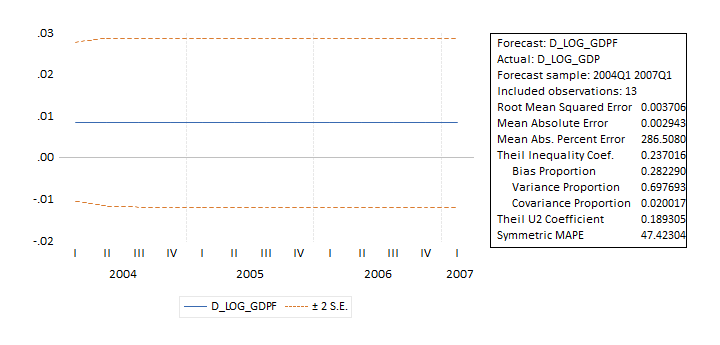 .03
.02
.01
.00
-.01
-.02
I II III IV I II III IV I II III IV I
2004 2005 2006 2007
D_LOG_GDPF ± 2 S.E.
Forecast: D_LOG_GDPF
Actual: D_LOG_GDP
Forecast sample: 2004Q1 2007Q1
Included observations: 13
Root Mean Squared Error 0.003706
Mean Absolute Error 0.002943
Mean Abs. Percent Error 286.5080
Theil Inequality Coef. 0.237016
Bias Proportion 0.282290
Variance Proportion 0.697693
Covariance Proportion 0.020017
Theil U2 Coefficient 0.189305
Symmetric MAPE 47.42304